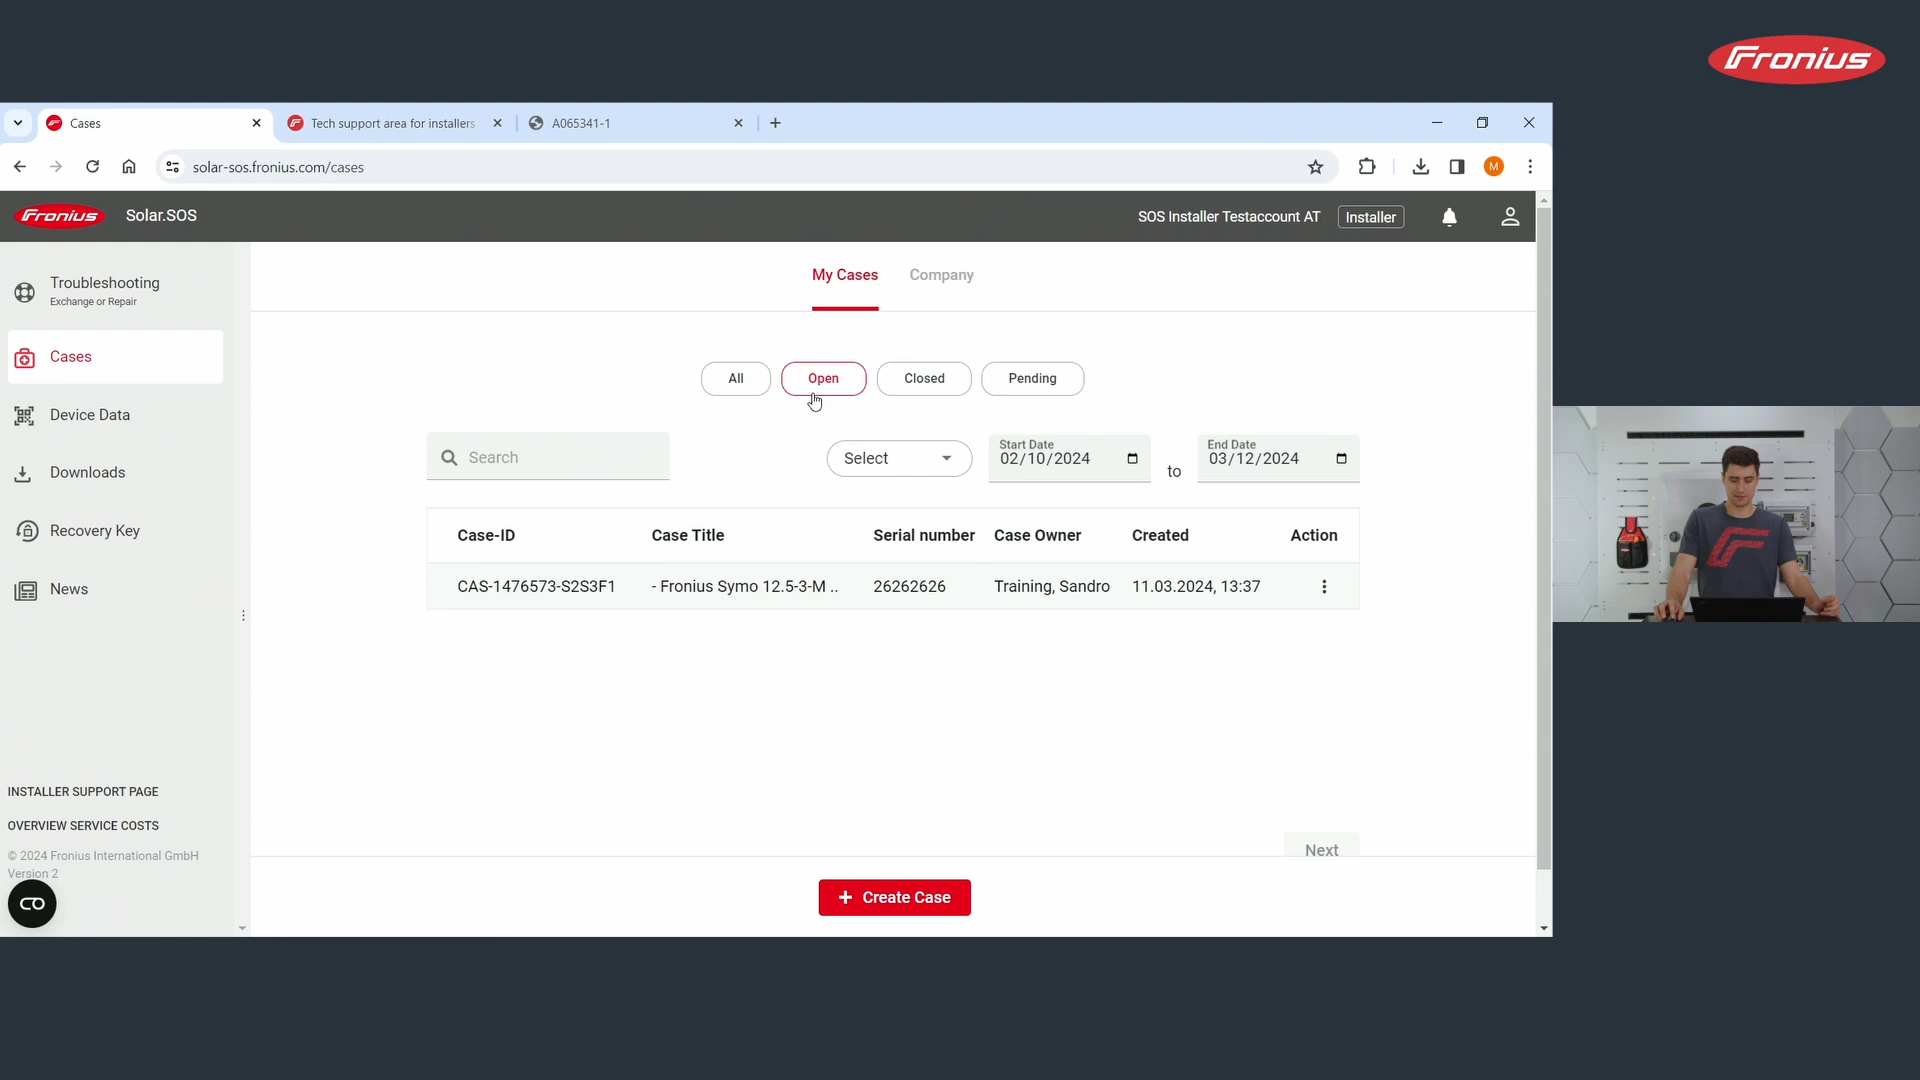 Fronius
Cases
Tech support area for installers
A065341-1
solar-sos.fronius.com/cases
M
Fronius
Solar.SOS
SOS Installer Testaccount AT
Installer
Troubleshooting
Exchange or Repair
Cases
Device Data
Downloads
Recovery Key
News
INSTALLER SUPPORT PAGE
OVERVIEW SERVICE COSTS
© 2024 Fronius International GmbH
Version 2
My Cases
Company
All
Open
Closed
Pending
Search
Select
Start Date
02/10/2024
to
End Date
03/12/2024
Case-ID Case Title Serial number Case Owner Created Action
CAS-1476573-S2S3F1 - Fronius Symo 12.5-3-M .. 26262626 Training, Sandro 11.03.2024, 13:37
Next
+ Create Case